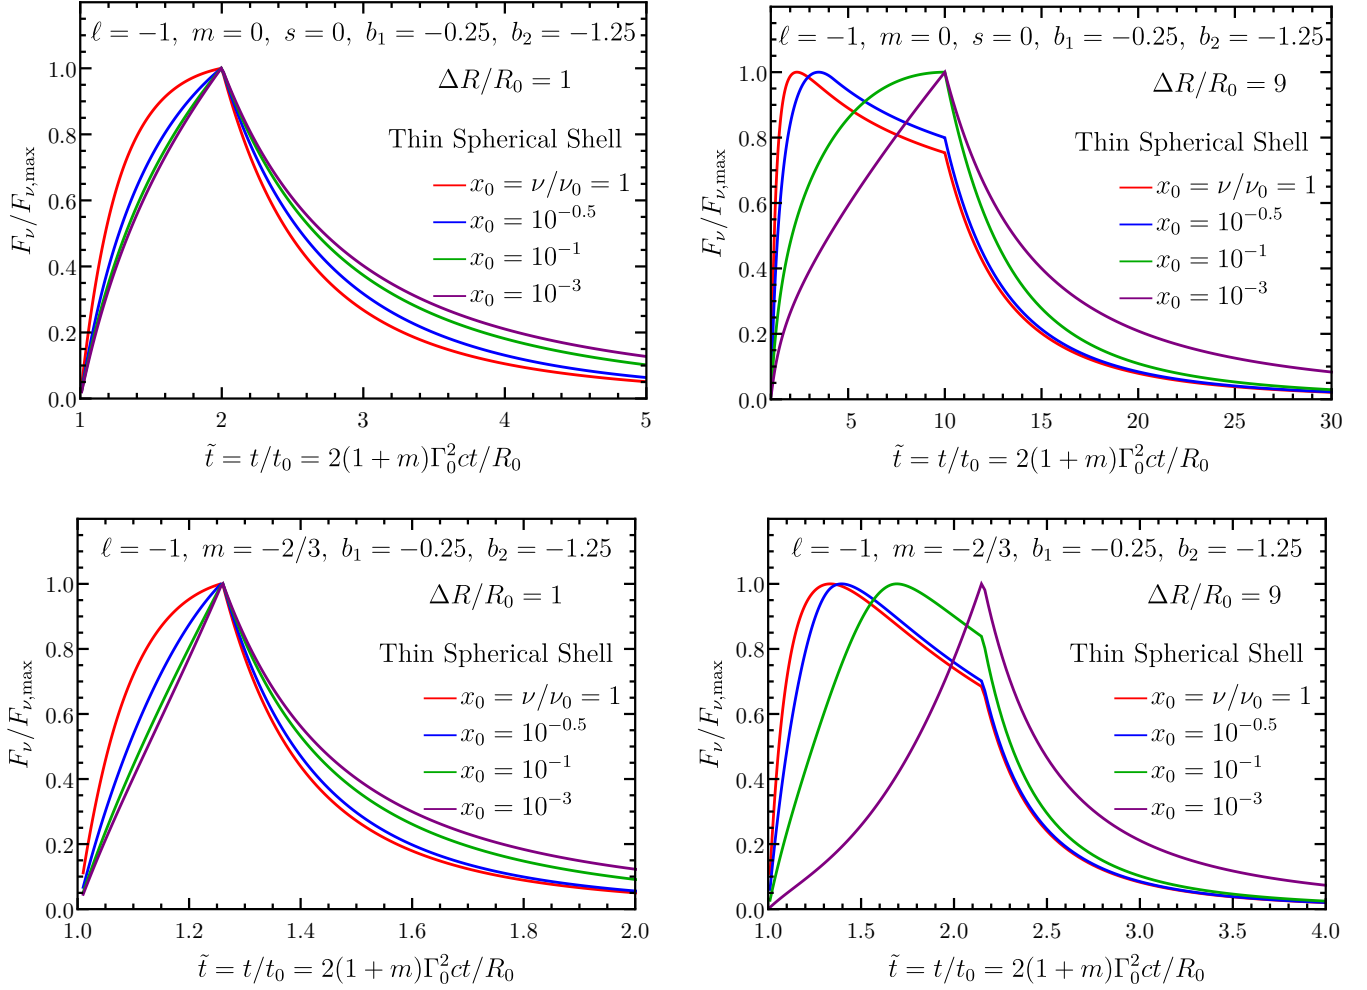 ℓ = −1, m = 0, s = 0, b₁ = −0.25, b₂ = −1.25
ΔR/R₀ = 1
Thin Spherical Shell
x₀ = ν/ν₀ = 1
x₀ = 10^{−0.5}
x₀ = 10^{−1}
x₀ = 10^{−3}
F_ν/F_{ν,max}
1.0
0.8
0.6
0.4
0.2
0.0
1 2 3 4 5
t̃ = t/t₀ = 2(1 + m)Γ₀²ct/R₀
ℓ = −1, m = 0, s = 0, b₁ = −0.25, b₂ = −1.25
ΔR/R₀ = 9
Thin Spherical Shell
x₀ = ν/ν₀ = 1
x₀ = 10^{−0.5}
x₀ = 10^{−1}
x₀ = 10^{−3}
F_ν/F_{ν,max}
1.0
0.8
0.6
0.4
0.2
0.0
5 10 15 20 25 30
t̃ = t/t₀ = 2(1 + m)Γ₀²ct/R₀
ℓ = −1, m = −2/3, b₁ = −0.25, b₂ = −1.25
ΔR/R₀ = 1
Thin Spherical Shell
x₀ = ν/ν₀ = 1
x₀ = 10^{−0.5}
x₀ = 10^{−1}
x₀ = 10^{−3}
F_ν/F_{ν,max}
1.0
0.8
0.6
0.4
0.2
0.0
1.0 1.2 1.4 1.6 1.8 2.0
t̃ = t/t₀ = 2(1 + m)Γ₀²ct/R₀
ℓ = −1, m = −2/3, b₁ = −0.25, b₂ = −1.25
ΔR/R₀ = 9
Thin Spherical Shell
x₀ = ν/ν₀ = 1
x₀ = 10^{−0.5}
x₀ = 10^{−1}
x₀ = 10^{−3}
F_ν/F_{ν,max}
1.0
0.8
0.6
0.4
0.2
0.0
1.0 1.5 2.0 2.5 3.0 3.5 4.0
t̃ = t/t₀ = 2(1 + m)Γ₀²ct/R₀